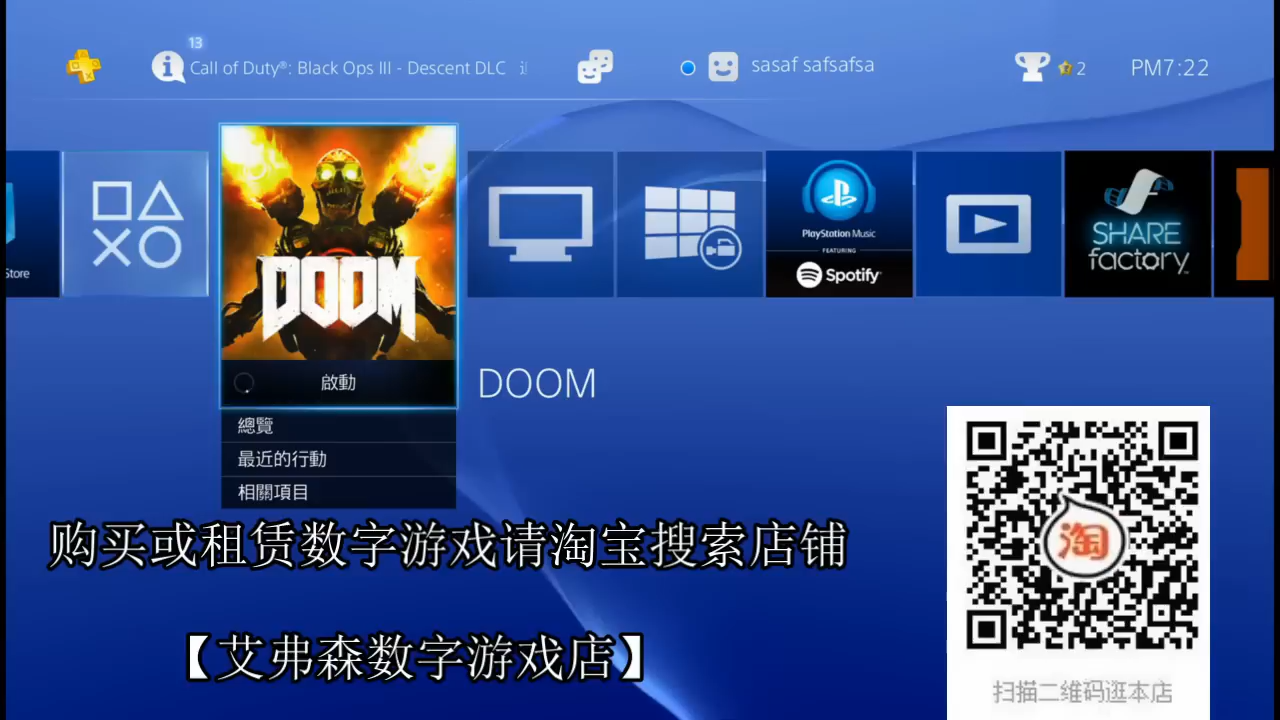 13
Call of Duty®: Black Ops III - Descent DLC
sasaf safsafsa
2
PM7:22
Store
DOOM
PlayStation Music
FEATURING
Spotify
SHARE
factory
啟動
DOOM
總覽
最近的行動
相關項目
购买或租赁数字游戏请淘宝搜索店铺
【艾弗森数字游戏店】
淘
扫描二维码逛本店